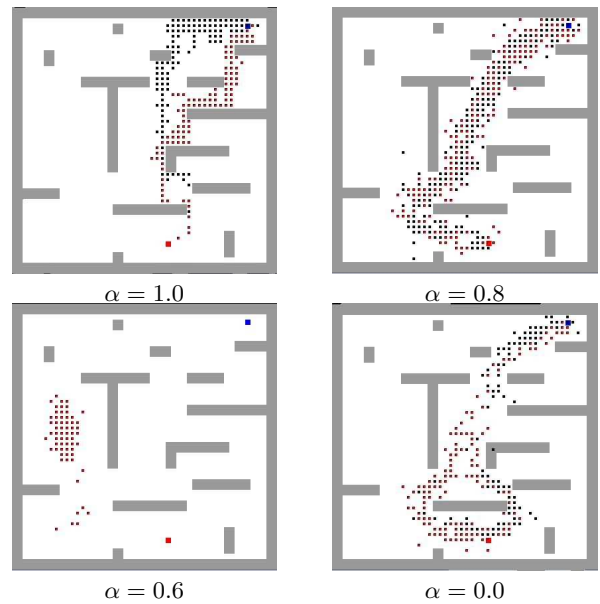 α = 1.0
α = 0.8
α = 0.6
α = 0.0